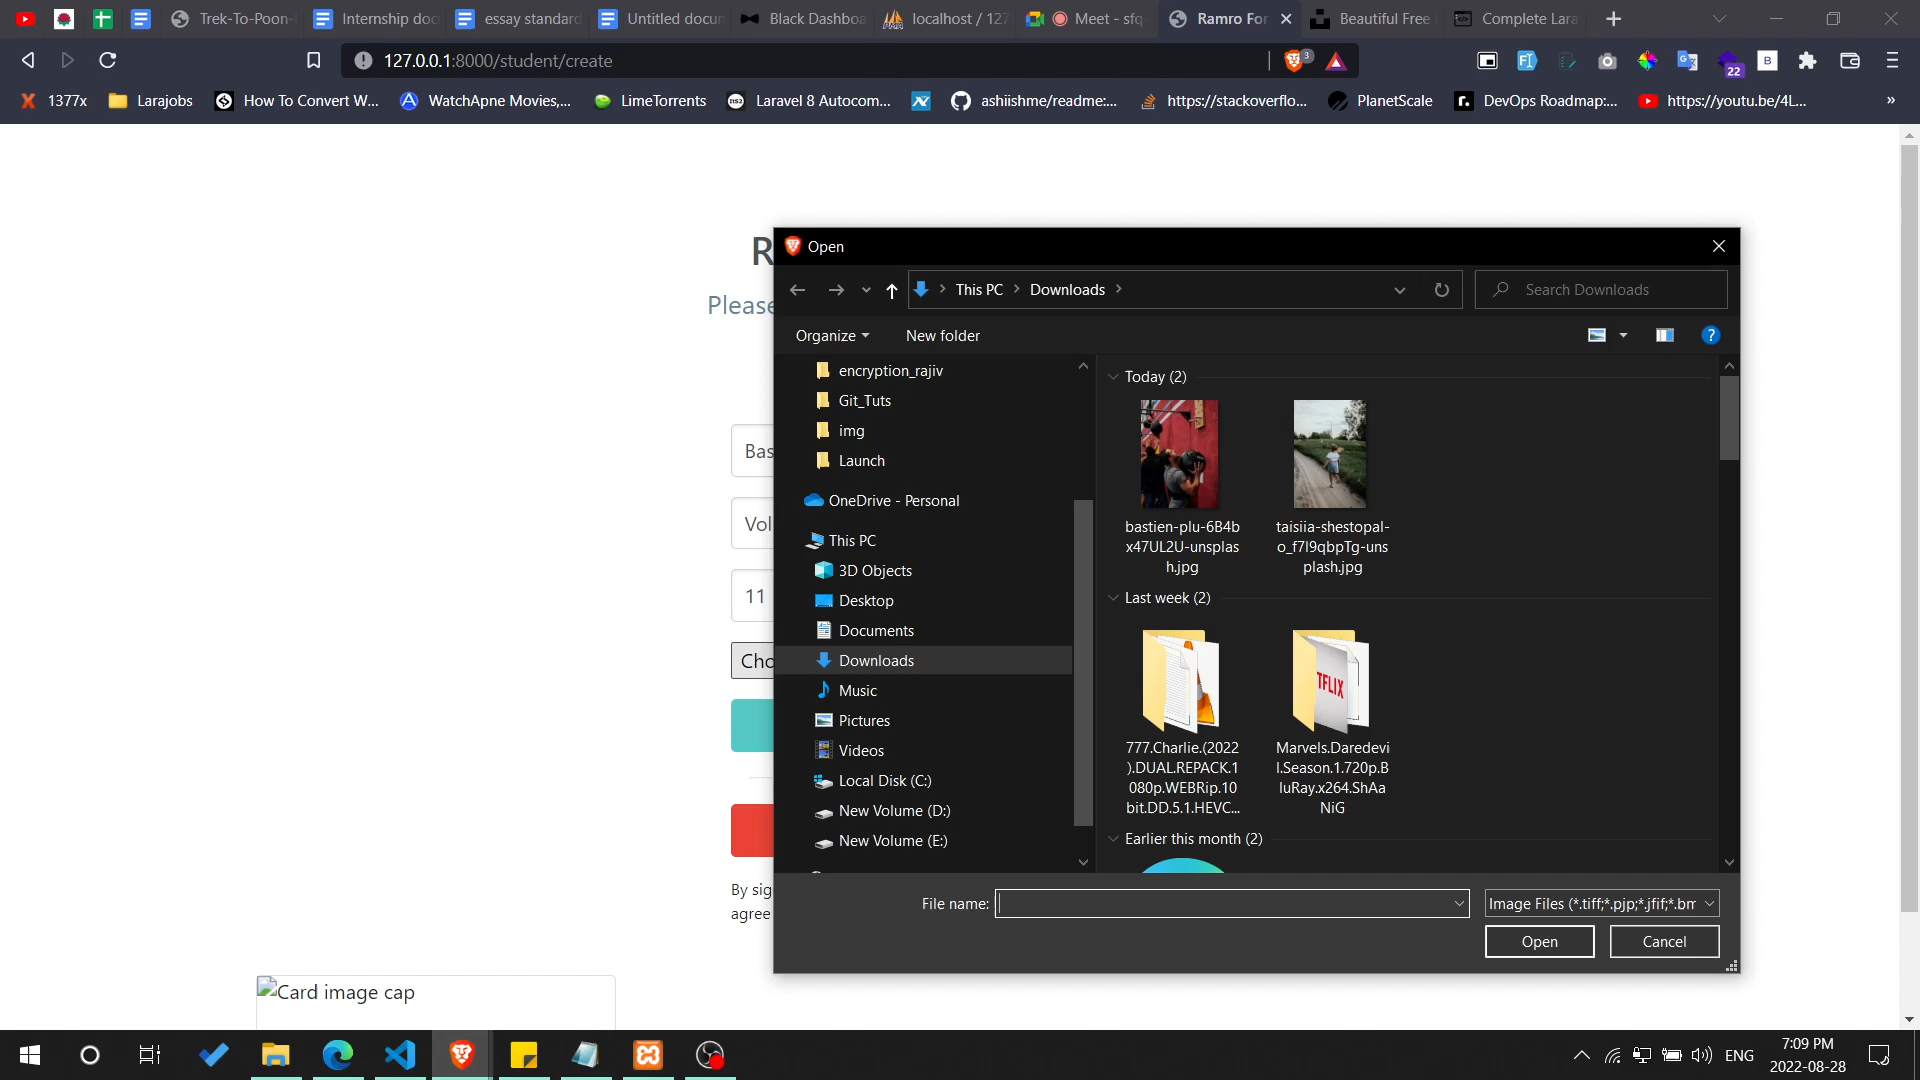 Trek-To-Poon-
Internship doc
essay standard
Untitled docun
Black Dashboa
localhost / 127
Meet - sfq-
Ramro For
Beautiful Free
Complete Lara
127.0.0.1:8000/student/create
3
22
1377x
Larajobs
How To Convert W...
WatchApne Movies,...
LimeTorrents
Laravel 8 Autocom...
ashiishme/readme:...
https://stackoverflo...
PlanetScale
DevOps Roadmap:...
https://youtu.be/4L...
»
R
Please
Bas
Vol
11
Cho
By sig
agree
Card image cap
Open
This PC
Downloads
Search Downloads
Organize
New folder
encryption_rajiv
Git_Tuts
img
Launch
OneDrive - Personal
This PC
3D Objects
Desktop
Documents
Downloads
Music
Pictures
Videos
Local Disk (C:)
New Volume (D:)
New Volume (E:)
Today (2)
bastien-plu-6B4b
x47UL2U-unsplas
h.jpg
taisiia-shestopal-
o_f7I9qbpTg-uns
plash.jpg
Last week (2)
TFLIX
777.Charlie.(2022
).DUAL.REPACK.1
080p.WEBRip.10
bit.DD.5.1.HEVC...
Marvels.Daredevi
l.Season.1.720p.B
luRay.x264.ShAa
NiG
Earlier this month (2)
File name:
Image Files (*.tiff;*.pjp;*.jfif;*.bm
Open
Cancel
ENG
7:09 PM
2022-08-28